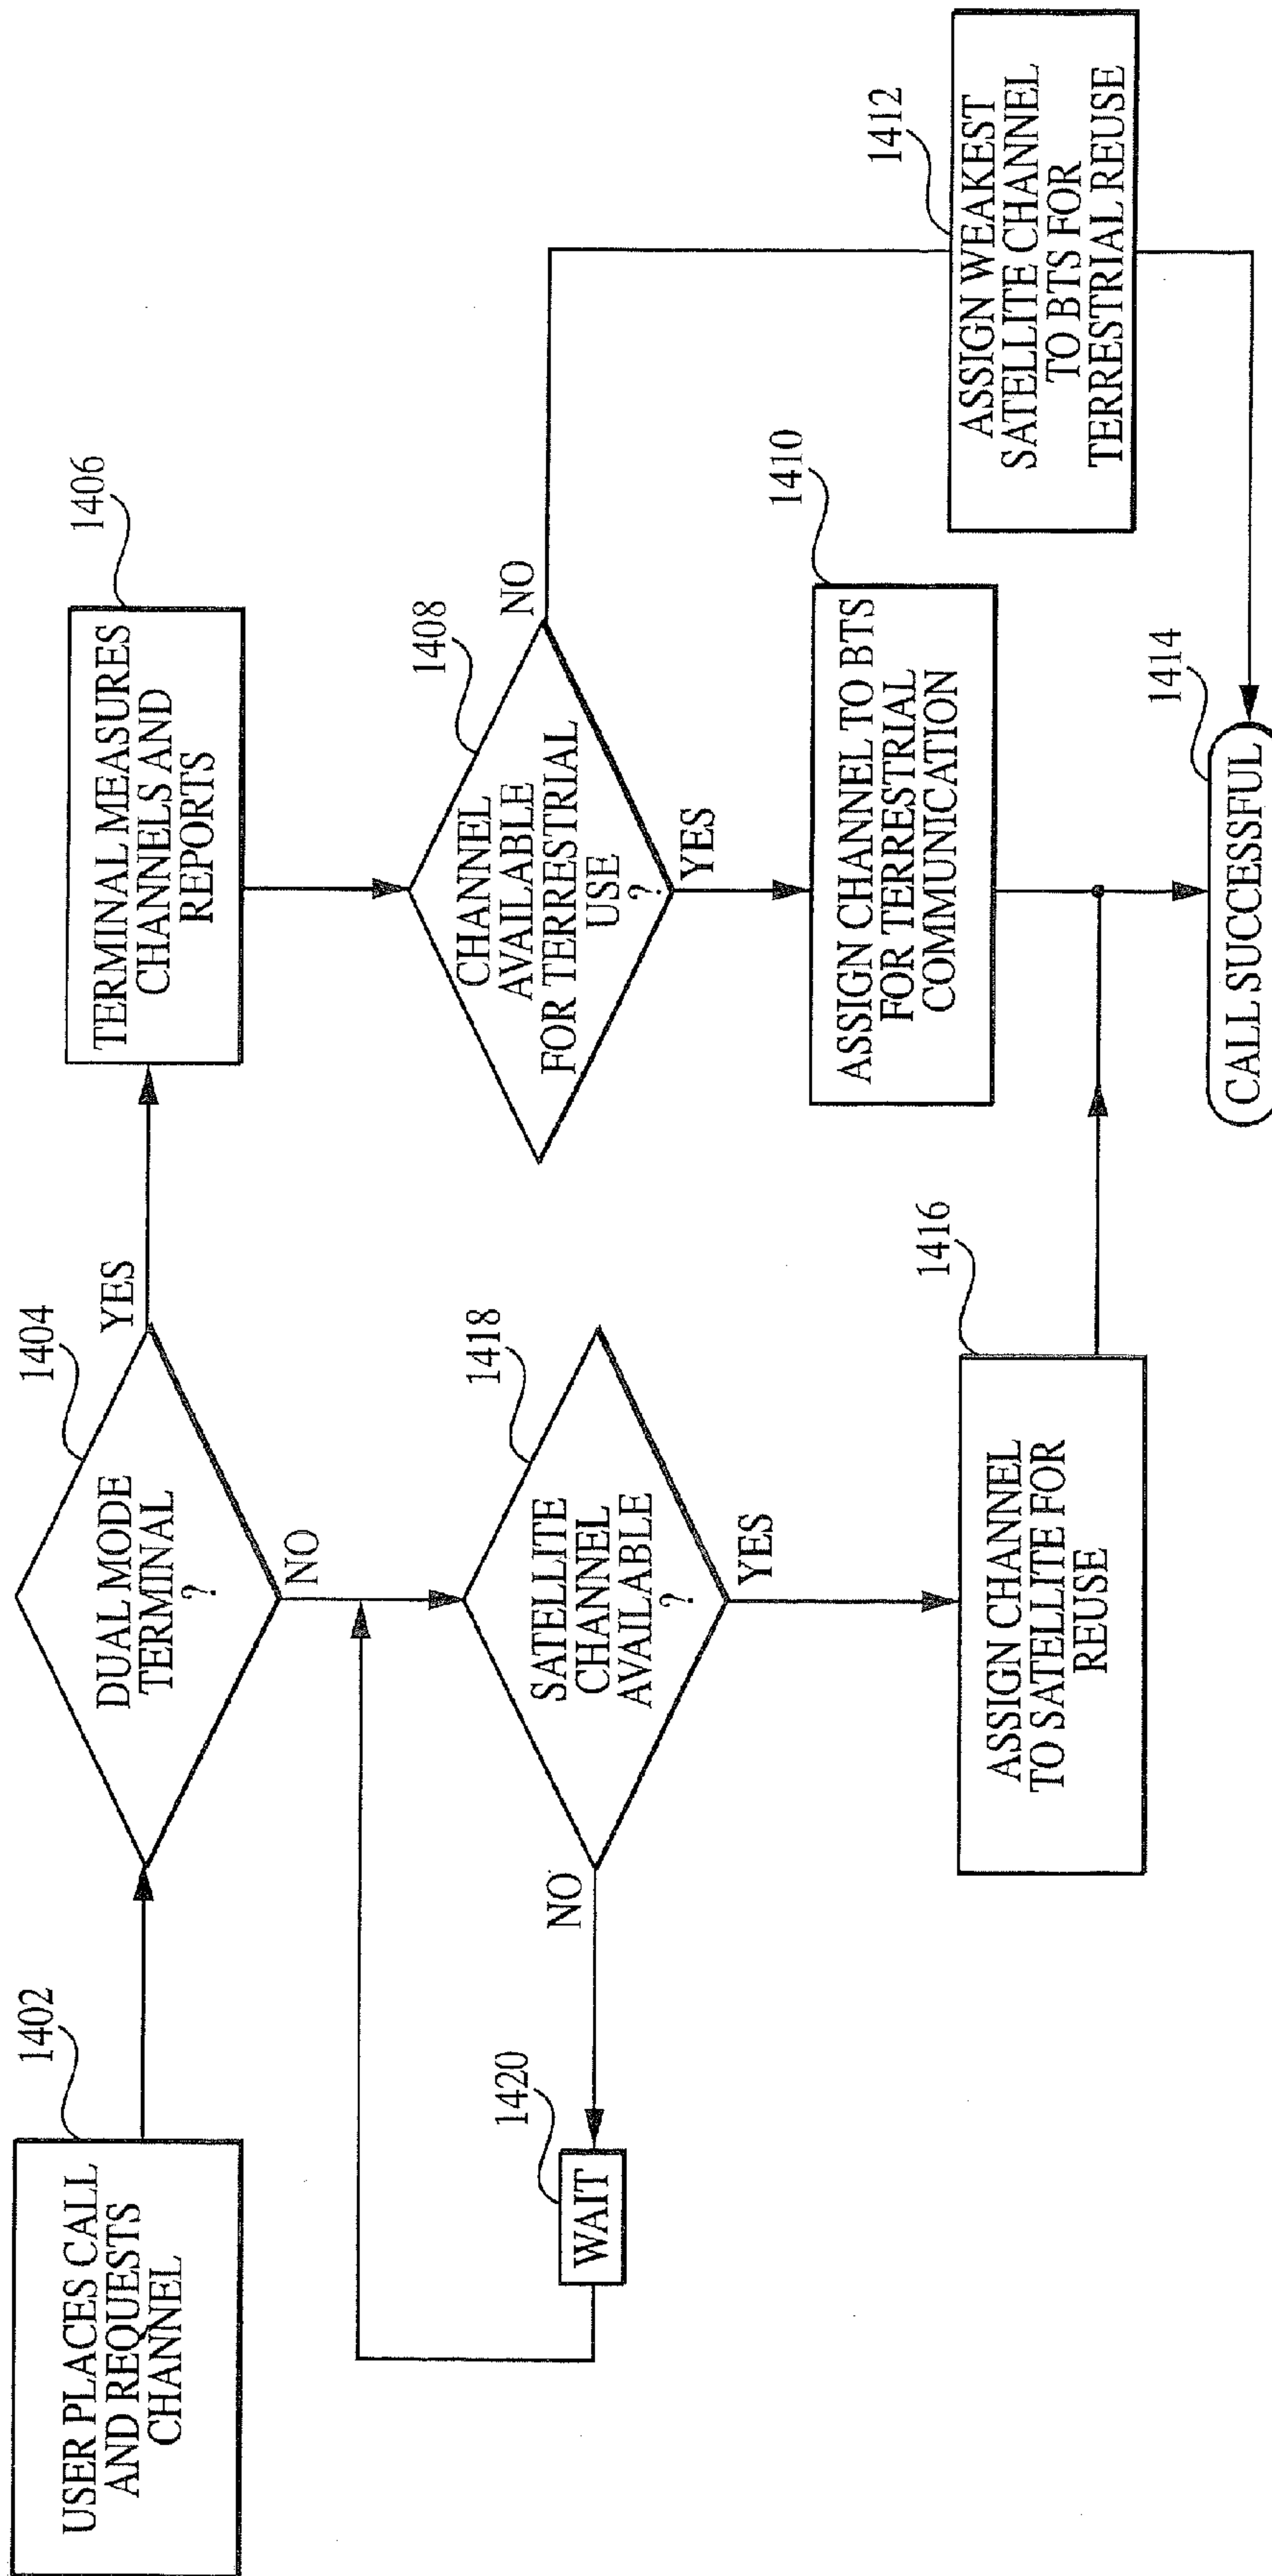 1402
USER PLACES CALL
AND REQUESTS
CHANNEL
1404
DUAL MODE
TERMINAL
?
YES
NO
1406
TERMINAL MEASURES
CHANNELS AND
REPORTS
1408
CHANNEL
AVAILABLE
FOR TERRESTRIAL
USE
?
NO
YES
1410
ASSIGN CHANNEL TO BTS
FOR TERRESTRIAL
COMMUNICATION
1412
ASSIGN WEAKEST
SATELLITE CHANNEL
TO BTS FOR
TERRESTRIAL REUSE
1414
CALL SUCCESSFUL
1418
SATELLITE
CHANNEL
AVAILABLE
?
NO
YES
1420
WAIT
1416
ASSIGN CHANNEL
TO SATELLITE FOR
REUSE